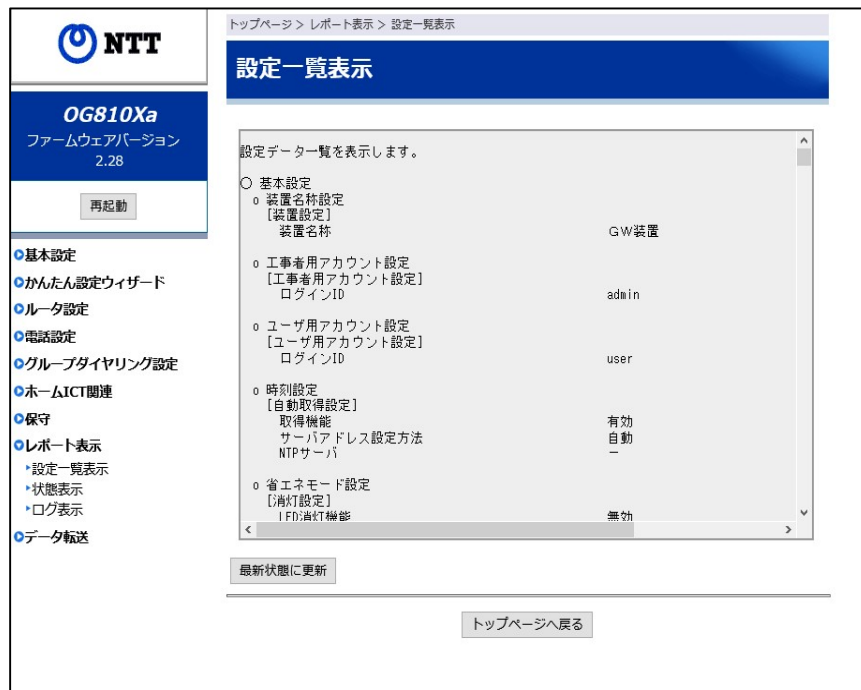 NTT
OG810Xa
ファームウェアバージョン
2.28
再起動
基本設定
かんたん設定ウィザード
ルータ設定
電話設定
グループダイヤリング設定
ホームICT関連
保守
レポート表示
設定一覧表示
状態表示
ログ表示
データ転送
トップページ > レポート表示 > 設定一覧表示
設定一覧表示
設定データ一覧を表示します。
○ 基本設定
o 装置名称設定
[装置設定]
装置名称 GW装置
o 工事者用アカウント設定
[工事者用アカウント設定]
ログインID admin
o ユーザ用アカウント設定
[ユーザ用アカウント設定]
ログインID user
o 時刻設定
[自動取得設定]
取得機能 有効
サーバアドレス設定方法 自動
NTPサーバ －
o 省エネモード設定
[消灯設定]
LED消灯機能 無効
最新状態に更新
トップページへ戻る